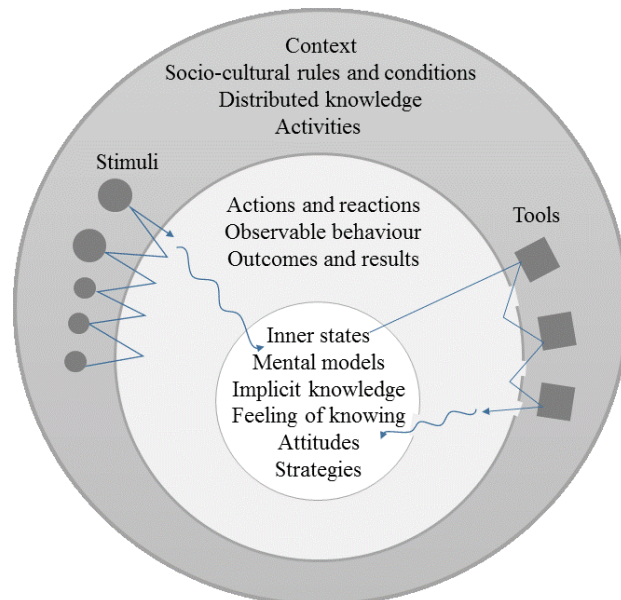 Context
Socio-cultural rules and conditions
Distributed knowledge
Activities
Stimuli
Actions and reactions
Observable behaviour
Outcomes and results
Tools
Inner states
Mental models
Implicit knowledge
Feeling of knowing
Attitudes
Strategies